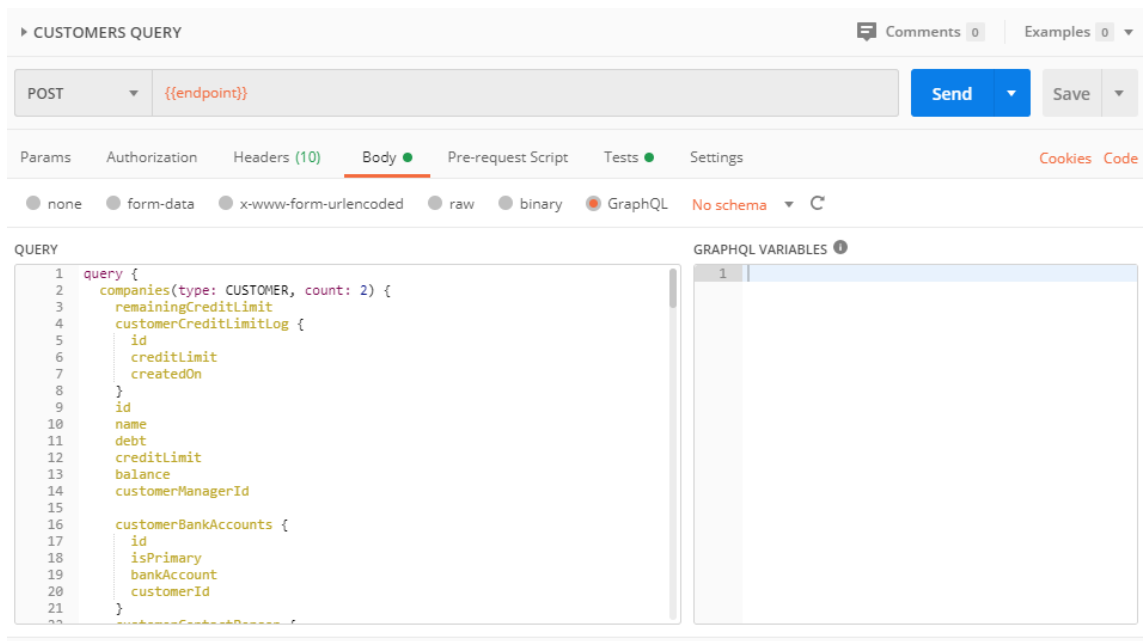 CUSTOMERS QUERY Comments 0 Examples 0
POST {{endpoint}} Send Save
Params Authorization Headers (10) Body Pre-request Script Tests Settings Cookies Code
none form-data x-www-form-urlencoded raw binary GraphQL No schema
QUERY GRAPHQL VARIABLES
1 query { 1
2 companies(type: CUSTOMER, count: 2) {
3 remainingCreditLimit
4 customerCreditLimitLog {
5 id
6 creditLimit
7 createdOn
8 }
9 id
10 name
11 debt
12 creditLimit
13 balance
14 customerManagerId
15
16 customerBankAccounts {
17 id
18 isPrimary
19 bankAccount
20 customerId
21 }
22 customerContactPerson {